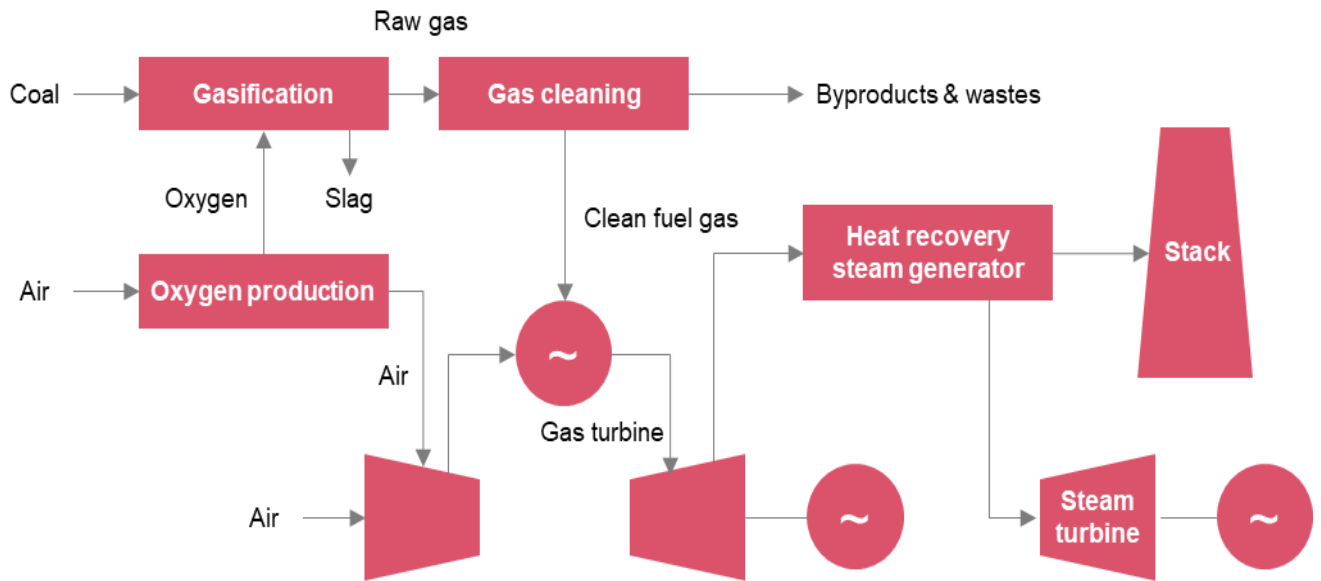 Raw gas
Coal
Gasification
Gas cleaning
Byproducts & wastes
Oxygen
Slag
Clean fuel gas
Heat recovery
steam generator
Stack
Air
Oxygen production
~
Air
Gas turbine
Air
~
Steam
turbine
~